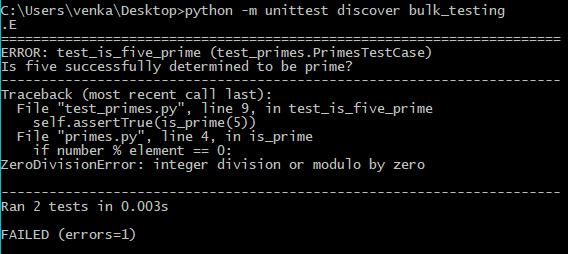 C:\Users\venka\Desktop>python -m unittest discover bulk_testing
.E
======================================================================
ERROR: test_is_five_prime (test_primes.PrimesTestCase)
Is five successfully determined to be prime?
----------------------------------------------------------------------
Traceback (most recent call last):
  File "test_primes.py", line 9, in test_is_five_prime
    self.assertTrue(is_prime(5))
  File "primes.py", line 4, in is_prime
    if number % element == 0:
ZeroDivisionError: integer division or modulo by zero
----------------------------------------------------------------------
Ran 2 tests in 0.003s
FAILED (errors=1)